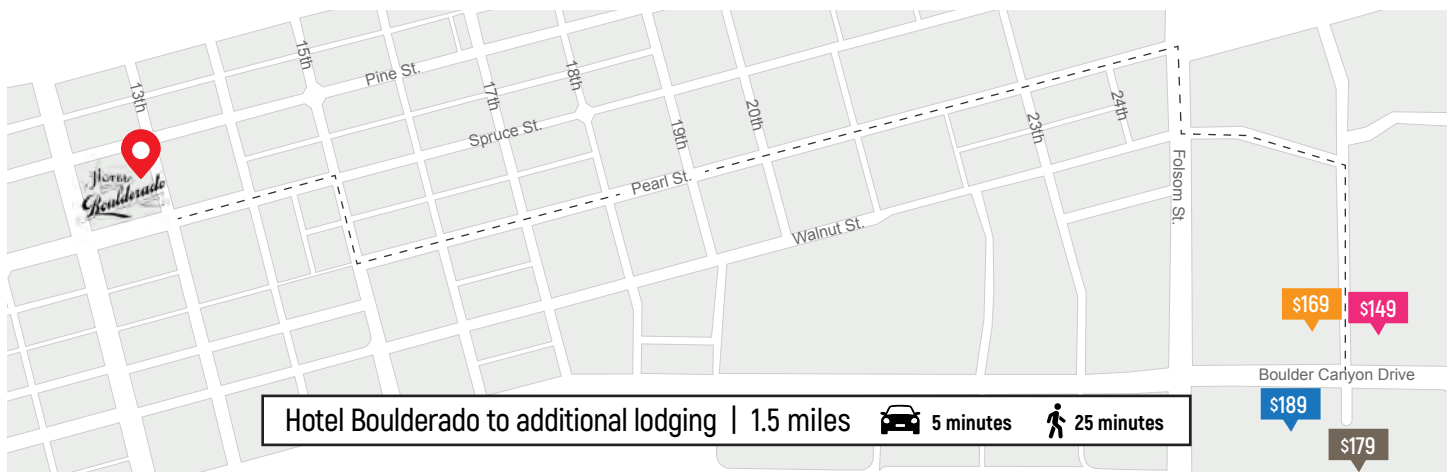 15th
Pine St.
18th
13th
17th
Spruce St.
19th
20th
24th
23th
Hotel
Boulderado
Pearl St.
Folsom St.
Walnut St.
$169
$149
Boulder Canyon Drive
$189
$179
Hotel Boulderado to additional lodging | 1.5 miles 5 minutes 25 minutes